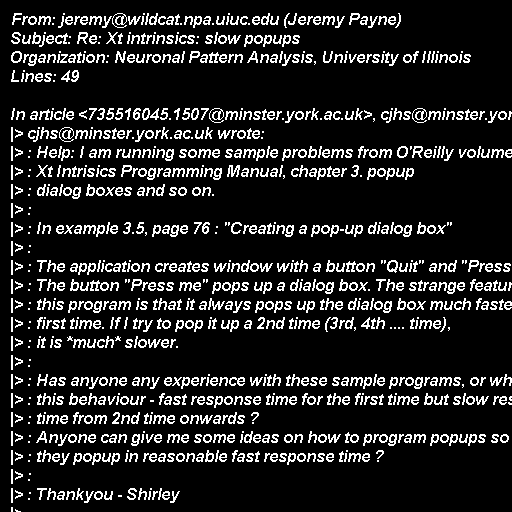 From: jeremy@wildcat.npa.uiuc.edu (Jeremy Payne)
Subject: Re: Xt intrinsics: slow popups
Organization: Neuronal Pattern Analysis, University of Illinois
Lines: 49

In article <735516045.1507@minster.york.ac.uk>, cjhs@minster.yor
|> cjhs@minster.york.ac.uk wrote:
|> : Help: I am running some sample problems from O'Reilly volume
|> : Xt Intrisics Programming Manual, chapter 3. popup
|> : dialog boxes and so on.
|> :
|> : In example 3.5, page 76 : "Creating a pop-up dialog box"
|> :
|> : The application creates window with a button "Quit" and "Press
|> : The button "Press me" pops up a dialog box. The strange featur
|> : this program is that it always pops up the dialog box much faste
|> : first time. If I try to pop it up a 2nd time (3rd, 4th .... time),
|> : it is *much* slower.
|> :
|> : Has anyone any experience with these sample programs, or wh
|> : this behaviour - fast response time for the first time but slow res
|> : time from 2nd time onwards ?
|> : Anyone can give me some ideas on how to program popups so
|> : they popup in reasonable fast response time ?
|> :
|> : Thankyou - Shirley